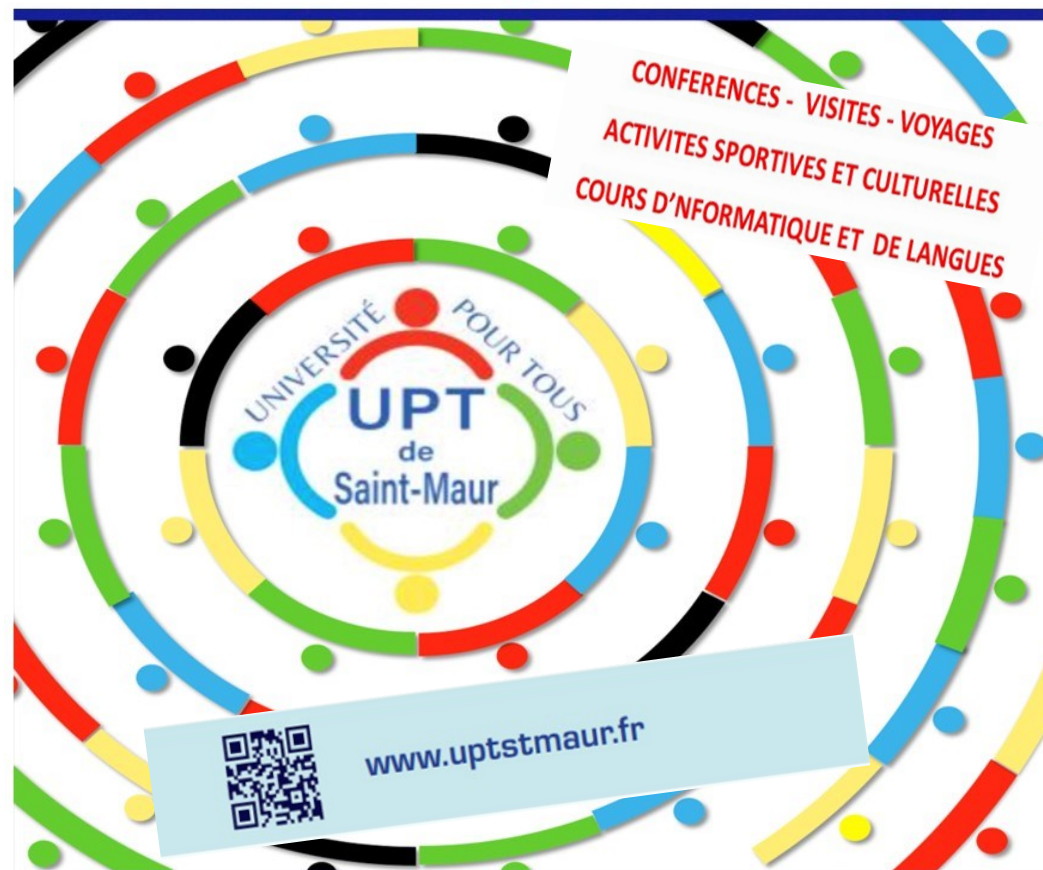 CONFERENCES - VISITES - VOYAGES
ACTIVITES SPORTIVES ET CULTURELLES
COURS D’NFORMATIQUE ET DE LANGUES
UNIVERSITÉ POUR TOUS
UPT
de
Saint-Maur
www.uptstmaur.fr